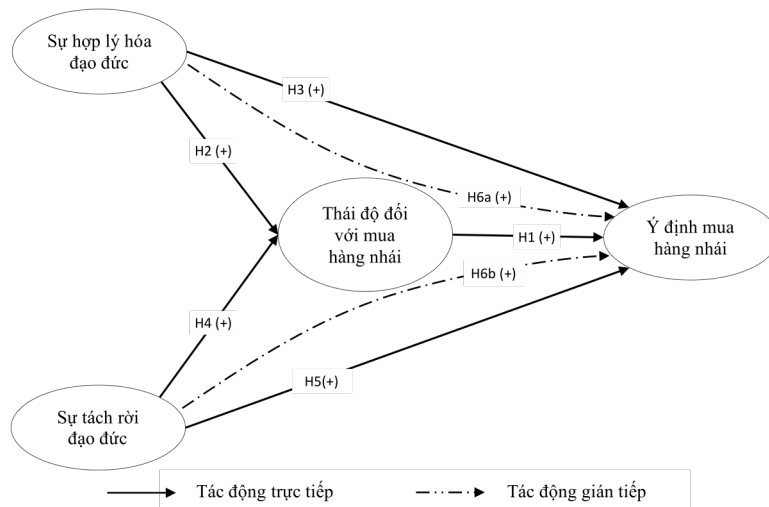 Sự hợp lý hóa
đạo đức
H3 (+)
H2 (+)
H6a (+)
Thái độ đối
với mua
hàng nhái
H1 (+)
Ý định mua
hàng nhái
H6b (+)
H4 (+)
H5(+)
Sự tách rời
đạo đức
Tác động trực tiếp
Tác động gián tiếp